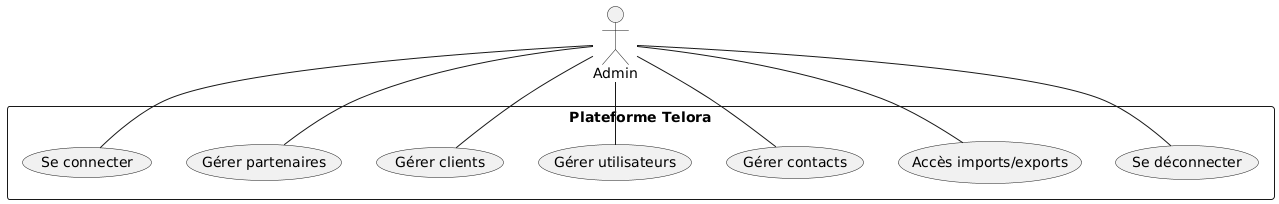 Admin
Plateforme Telora
Se connecter
Gérer partenaires
Gérer clients
Gérer utilisateurs
Gérer contacts
Accès imports/exports
Se déconnecter